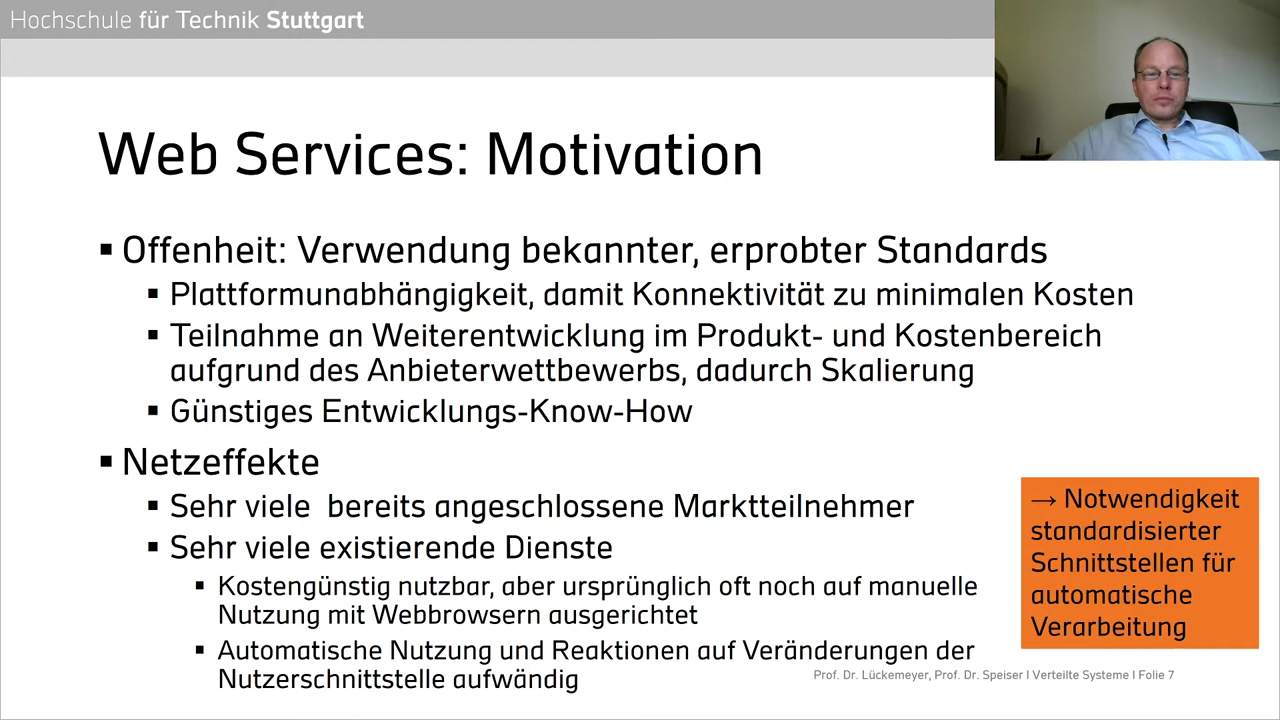 Hochschule für Technik Stuttgart
Web Services: Motivation
▪ Offenheit: Verwendung bekannter, erprobter Standards
▪ Plattformunabhängigkeit, damit Konnektivität zu minimalen Kosten
▪ Teilnahme an Weiterentwicklung im Produkt- und Kostenbereich
aufgrund des Anbieterwettbewerbs, dadurch Skalierung
▪ Günstiges Entwicklungs-Know-How
▪ Netzeffekte
▪ Sehr viele  bereits angeschlossene Marktteilnehmer
▪ Sehr viele existierende Dienste
▪ Kostengünstig nutzbar, aber ursprünglich oft noch auf manuelle
Nutzung mit Webbrowsern ausgerichtet
▪ Automatische Nutzung und Reaktionen auf Veränderungen der
Nutzerschnittstelle aufwändig
→ Notwendigkeit
standardisierter
Schnittstellen für
automatische
Verarbeitung
Prof. Dr. Lückemeyer, Prof. Dr. Speiser I Verteilte Systeme I Folie 7